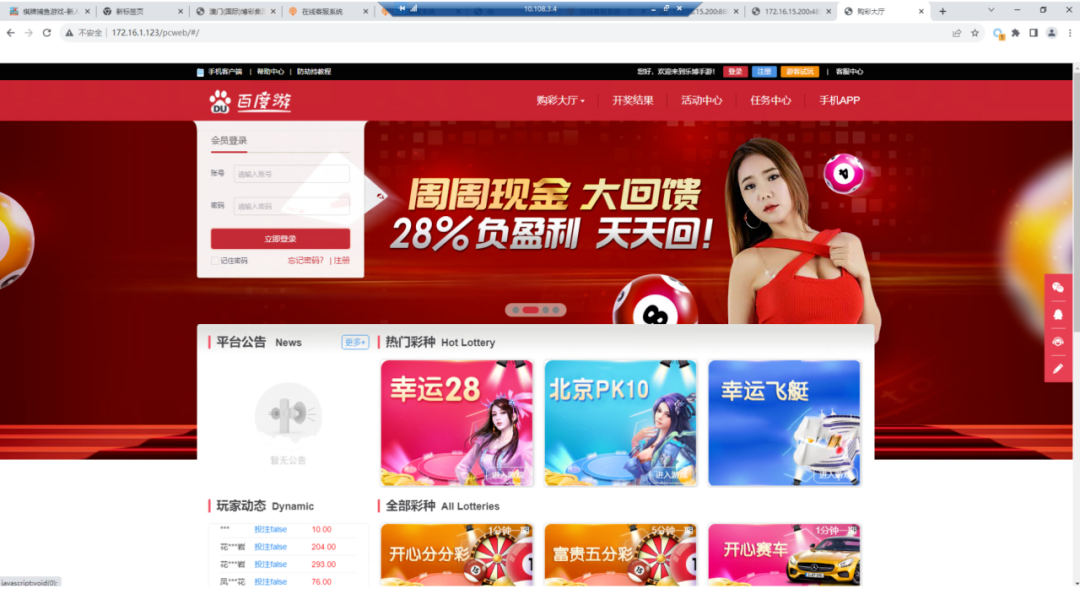 棋牌捕鱼游戏-新人
新标签页
澳门(国际)博彩集团
在线客服系统
10.108.3.4
15.200:88
172.16.15.200:48
购彩大厅
不安全 172.16.1.123/pcweb/#/
手机客户端 | 帮助中心 | 防劫持教程
您好，欢迎来到乐博手游! 登录 注册 游客试玩 | 客服中心
DU 百度游
购彩大厅 开奖结果 活动中心 任务中心 手机APP
会员登录
账号 请输入账号
密码 请输入密码
立即登录
记住密码 忘记密码? | 注册
周周现金 大回馈
28%负盈利 天天回!
4
8
平台公告 News 更多+
暂无公告
热门彩种 Hot Lottery
幸运28
进入游戏
北京PK10
进入游戏
幸运飞艇
进入游戏
玩家动态 Dynamic
*** 投注false 10.00
花***岩 投注false 204.00
花***岩 投注false 293.00
凤***花 投注false 76.00
全部彩种 All Lotteries
1分钟一期
开心分分彩
5分钟一期
富贵五分彩
1分钟一期
开心赛车
javascript:void(0);